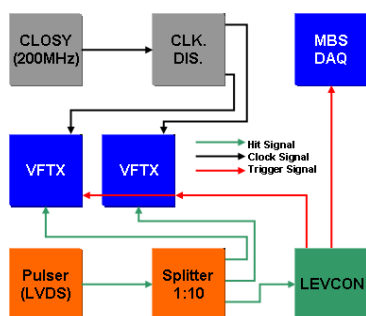 CLOSY
(200MHz)
CLK.
DIS.
MBS
DAQ
VFTX
VFTX
Hit Signal
Clock Signal
Trigger Signal
Pulser
(LVDS)
Splitter
1:10
LEVCON